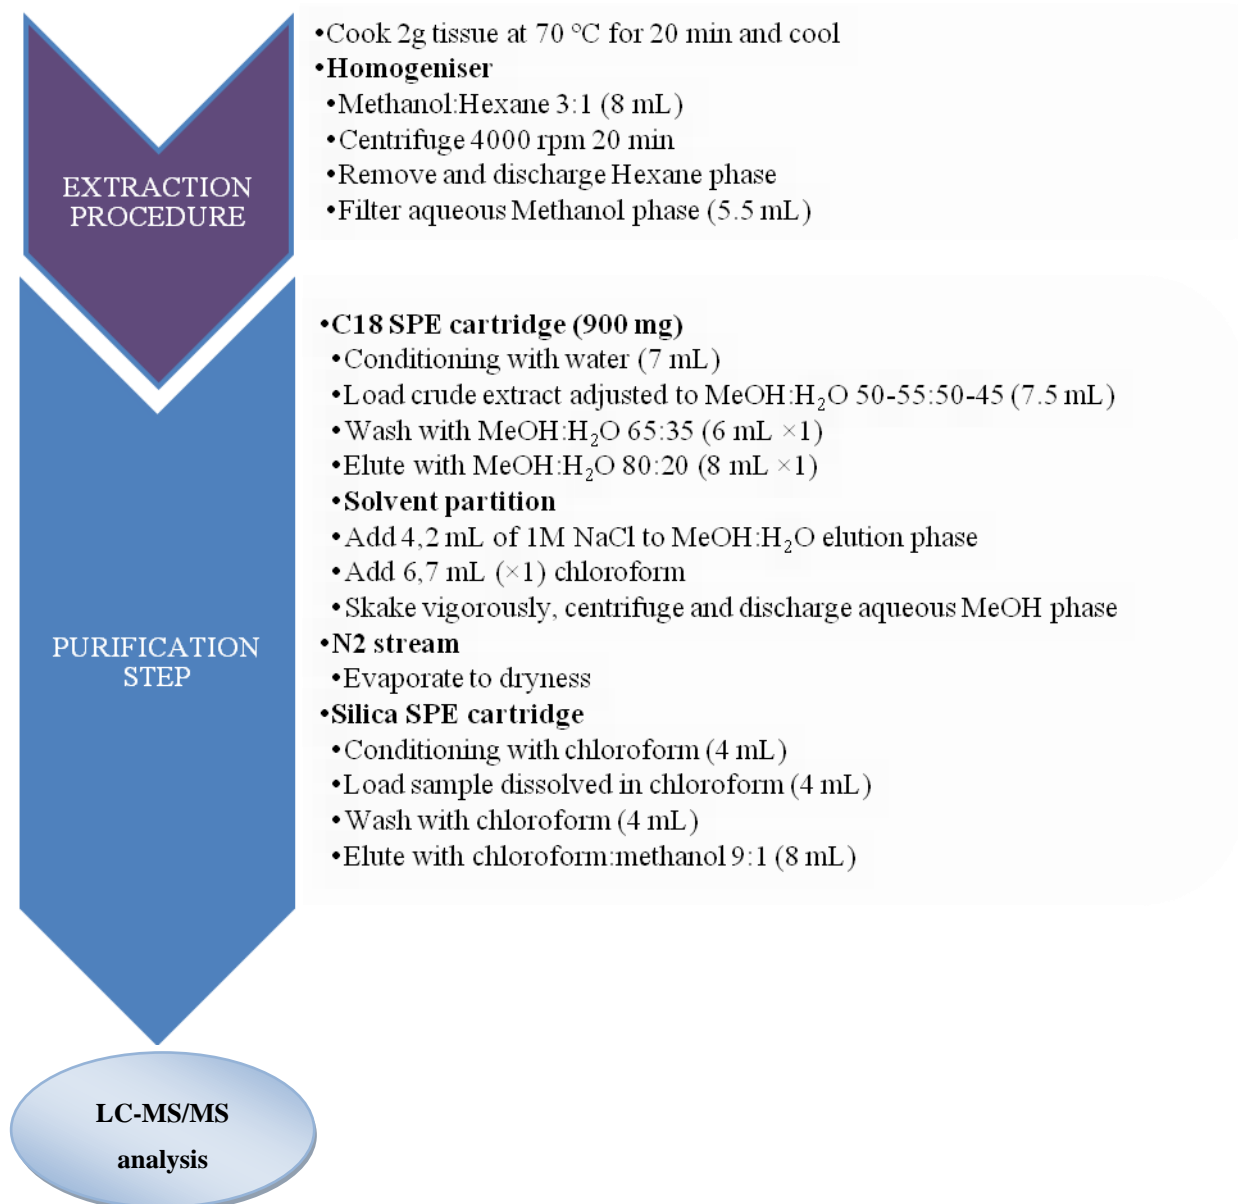 •Cook 2g tissue at 70 °C for 20 min and cool
•Homogeniser
•Methanol:Hexane 3:1 (8 mL)
•Centrifuge 4000 rpm 20 min
•Remove and discharge Hexane phase
•Filter aqueous Methanol phase (5.5 mL)
EXTRACTION
PROCEDURE
•C18 SPE cartridge (900 mg)
•Conditioning with water (7 mL)
•Load crude extract adjusted to MeOH:H₂O 50-55:50-45 (7.5 mL)
•Wash with MeOH:H₂O 65:35 (6 mL ×1)
•Elute with MeOH:H₂O 80:20 (8 mL ×1)
•Solvent partition
•Add 4,2 mL of 1M NaCl to MeOH:H₂O elution phase
•Add 6,7 mL (×1) chloroform
•Skake vigorously, centrifuge and discharge aqueous MeOH phase
•N2 stream
•Evaporate to dryness
•Silica SPE cartridge
•Conditioning with chloroform (4 mL)
•Load sample dissolved in chloroform (4 mL)
•Wash with chloroform (4 mL)
•Elute with chloroform:methanol 9:1 (8 mL)
PURIFICATION
STEP
LC-MS/MS
analysis